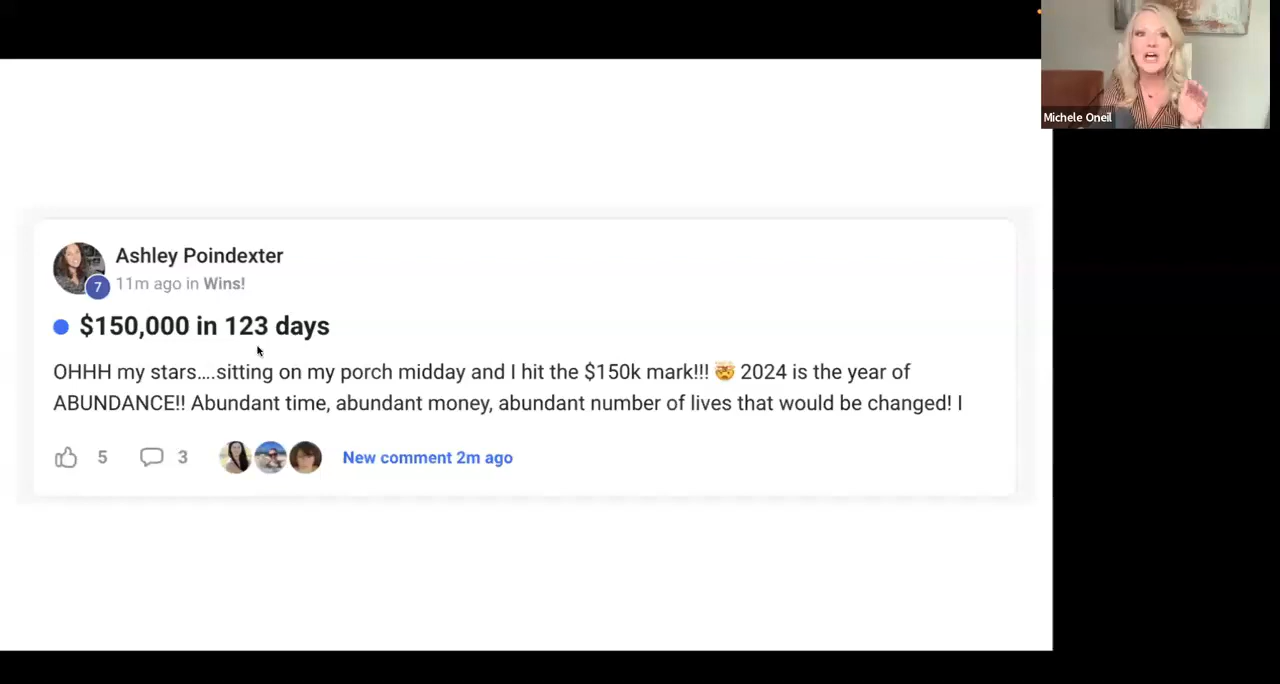 Michele Oneil
Ashley Poindexter
7
11m ago in Wins!
$150,000 in 123 days
OHHH my stars....sitting on my porch midday and I hit the $150k mark!!! 🤯 2024 is the year of
ABUNDANCE!! Abundant time, abundant money, abundant number of lives that would be changed! I
5 3 New comment 2m ago